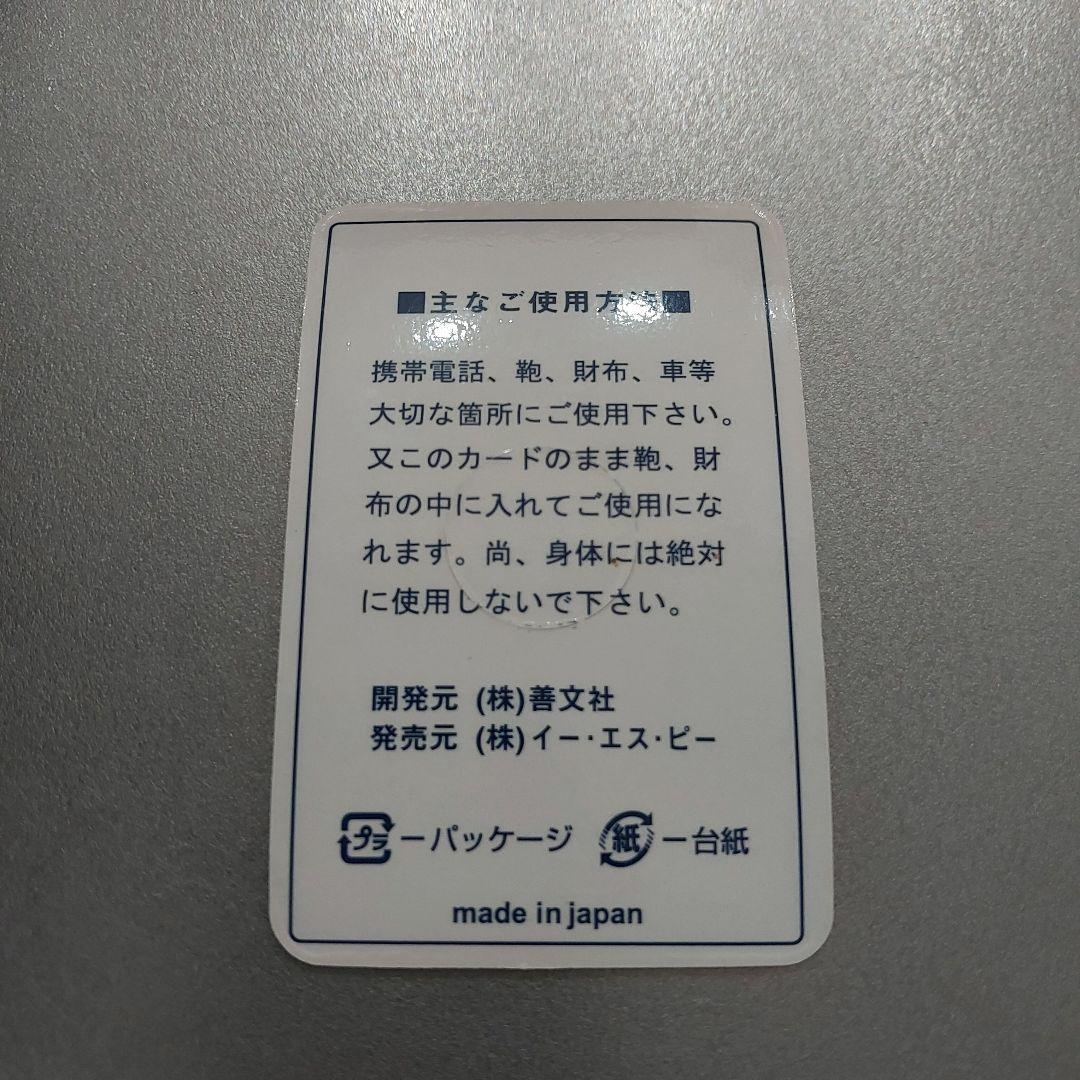 ■主なご使用方法■
携帯電話、鞄、財布、車等
大切な箇所にご使用下さい。
又このカードのまま鞄、財
布の中に入れてご使用にな
れます。尚、身体には絶対
に使用しないで下さい。
開発元 (株)善文社
発売元 (株)イー・エス・ピー
プラ ーパッケージ 紙 ー台紙
made in japan